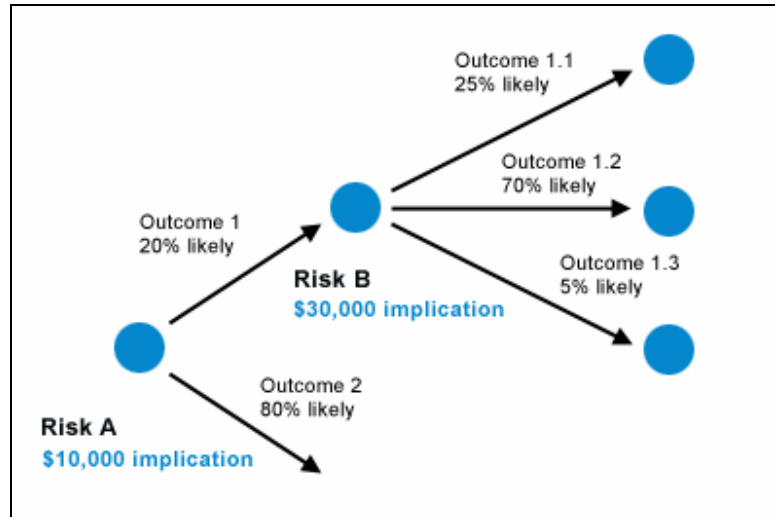 Outcome 1.1
25% likely
Outcome 1.2
70% likely
Outcome 1
20% likely
Outcome 1.3
5% likely
Risk B
$30,000 implication
Outcome 2
80% likely
Risk A
$10,000 implication